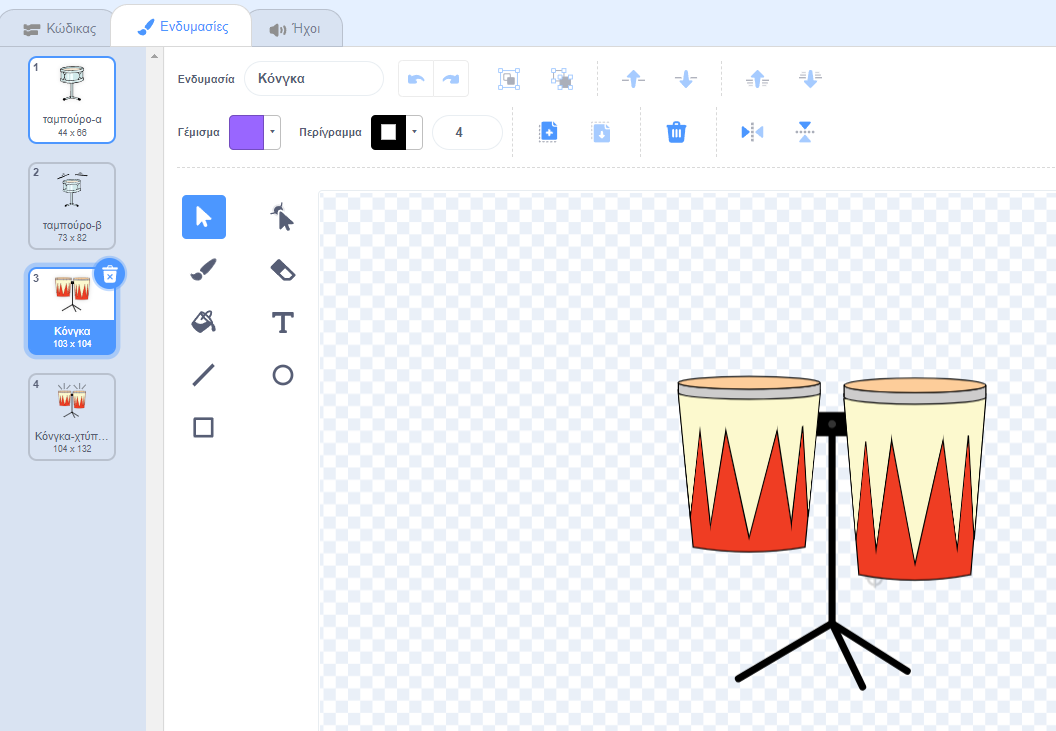 Κώδικας
Ενδυμασίες
Ήχοι
1
ταμπούρο-α
44 x 66
2
ταμπούρο-β
73 x 82
3
Κόνγκα
103 x 104
4
Κόνγκα-χτύπ...
104 x 132
Ενδυμασία
Κόνγκα
Γέμισμα
Περίγραμμα
4
T